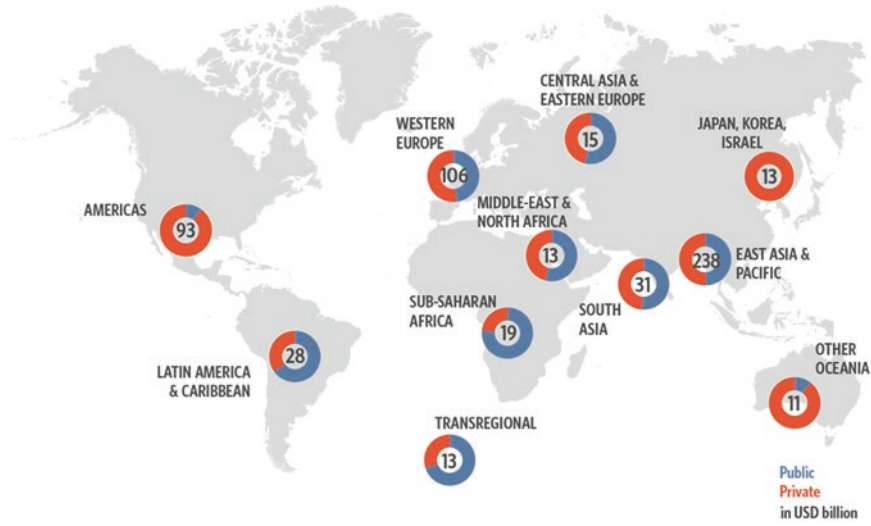 CENTRAL ASIA &
EASTERN EUROPE
15
WESTERN
EUROPE
106
JAPAN, KOREA,
ISRAEL
13
AMERICAS
93
MIDDLE-EAST &
NORTH AFRICA
13
EAST ASIA &
PACIFIC
238
SOUTH
ASIA
31
SUB-SAHARAN
AFRICA
19
LATIN AMERICA
& CARIBBEAN
28
OTHER
OCEANIA
11
TRANSREGIONAL
13
Public
Private
in USD billion